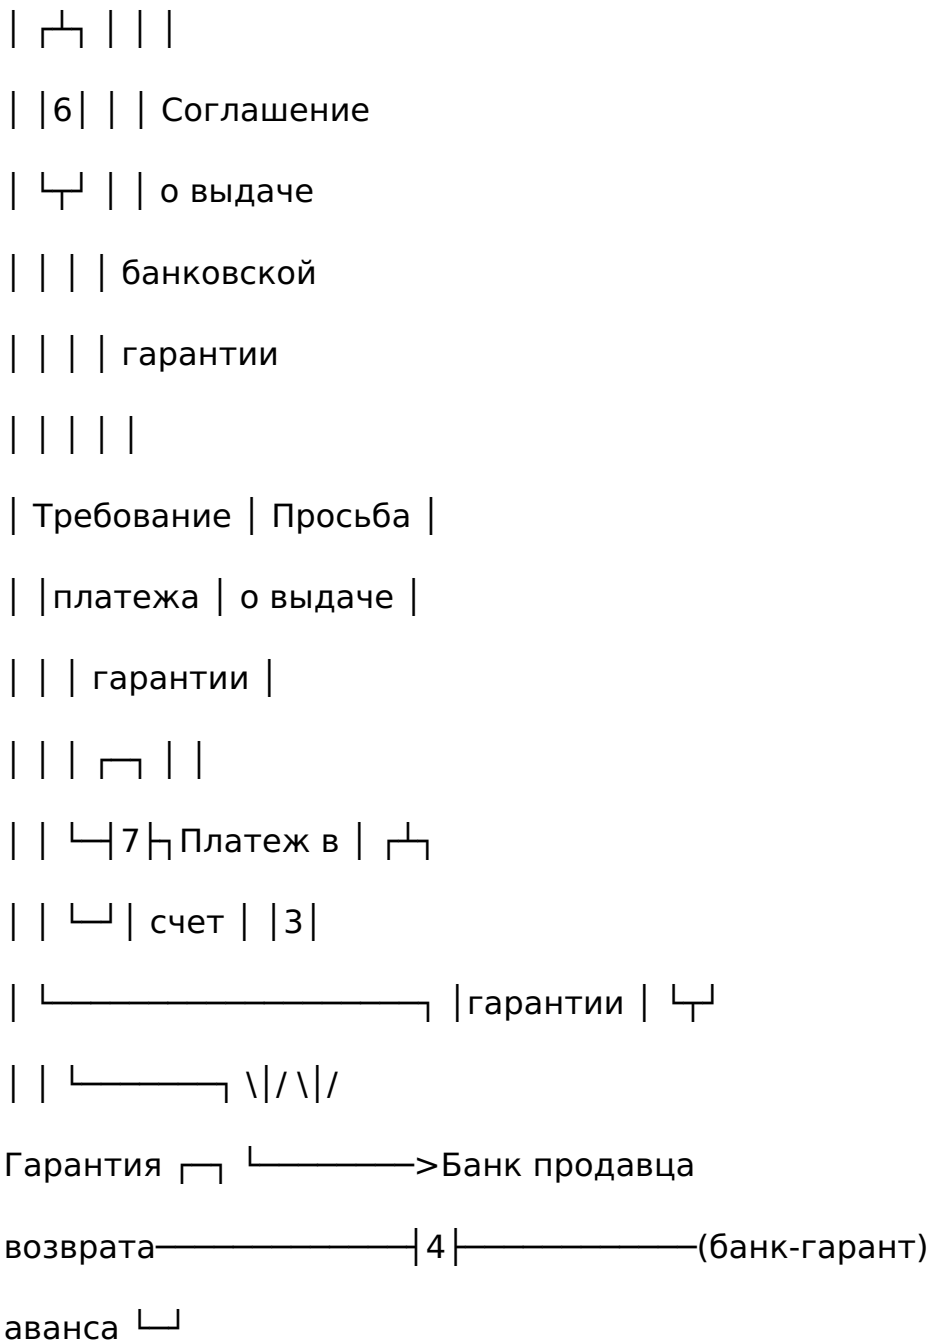 │ ┌┴┐ │ │ │
│ │6│ │ │ Соглашение
│ └┬┘ │ │ о выдаче
│ │ │ │ банковской
│ │ │ │ гарантии
│ │ │ │ │
│ Требование │ Просьба │
│ │платежа │ о выдаче │
│ │ │ гарантии │
│ │ │ ┌─┐ │ │
│ │ └─┤7├┐Платеж в │ ┌┴┐
│ │ └─┘│ счет │ │3│
│ └───────────────────┐ │гарантии │ └┬┘
│ │ └───────┐ \│/ \│/
Гарантия ┌─┐ └────────>Банк продавца
возврата─────────────┤4├────────────(банк-гарант)
аванса └─┘